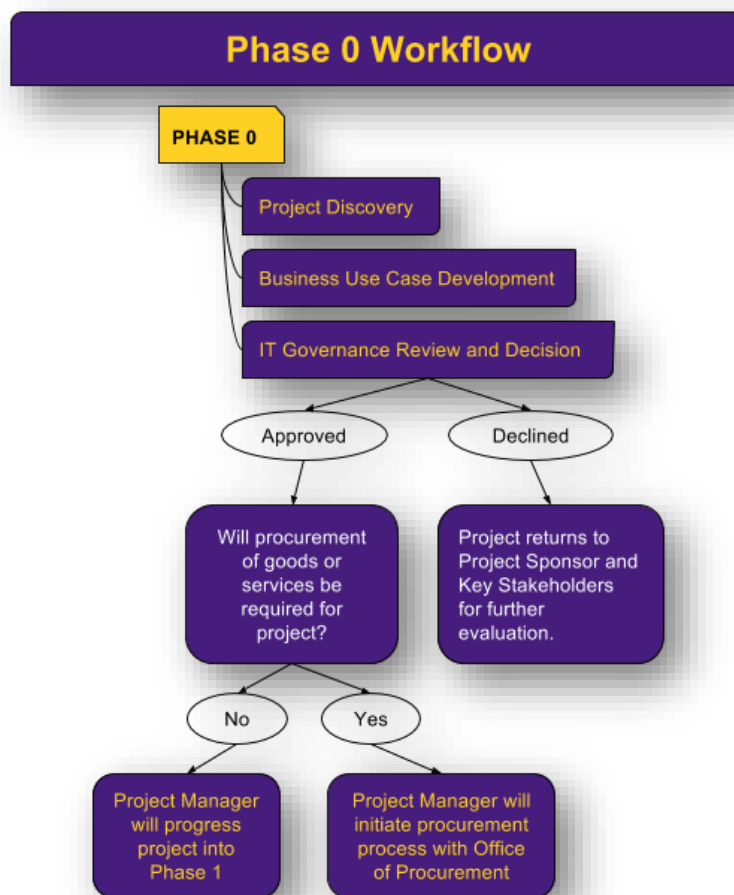 Phase 0 Workflow
PHASE 0
Project Discovery
Business Use Case Development
IT Governance Review and Decision
Approved
Declined
Will procurement
of goods or
services be
required for
project?
Project returns to
Project Sponsor and
Key Stakeholders
for further
evaluation.
No
Yes
Project Manager
will progress
project into
Phase 1
Project Manager will
initiate procurement
process with Office
of Procurement